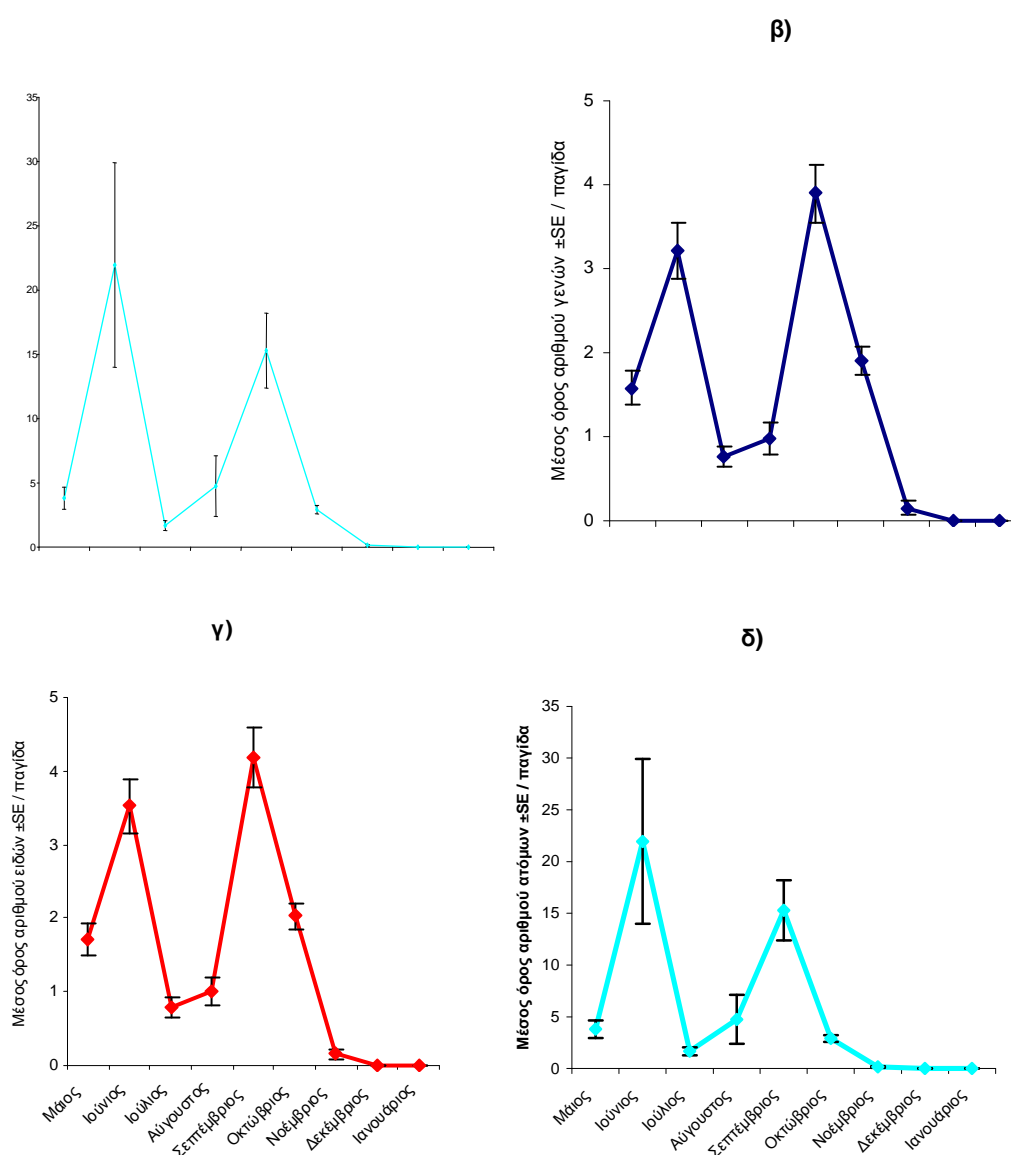 β)
35
30
25
20
15
10
5
0
5
4
3
2
1
0
Μέσος όρος αριθμού γενών ±SE / παγίδα
γ)
5
4
3
2
1
0
Μέσος όρος αριθμού ειδών ±SE / παγίδα
Μάιος
Ιούνιος
Ιούλιος
Αύγουστος
Σεπτέμβριος
Οκτώβριος
Νοέμβριος
Δεκέμβριος
Ιανουάριος
δ)
35
30
25
20
15
10
5
0
Μέσος όρος αριθμού ατόμων ±SE / παγίδα
Μάιος
Ιούνιος
Ιούλιος
Αύγουστος
Σεπτέμβριος
Οκτώβριος
Νοέμβριος
Δεκέμβριος
Ιανουάριος